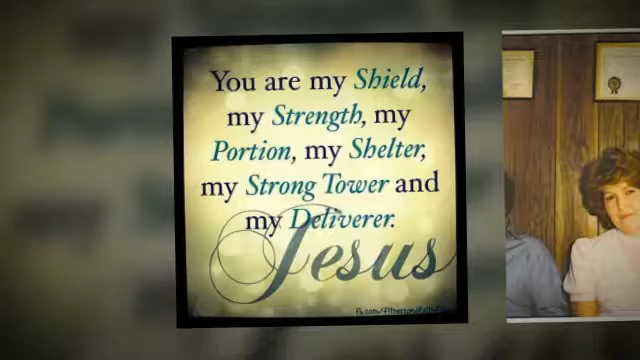 You are my Shield,
my Strength, my
Portion, my Shelter,
my Strong Tower and
my Deliverer.
Jesus